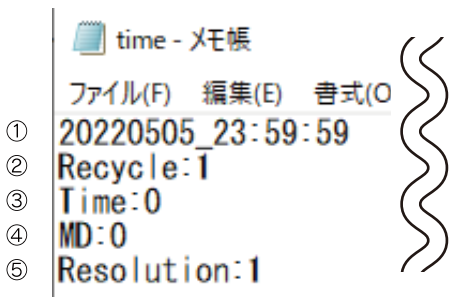 time - メモ帳
ファイル(F) 編集(E) 書式(O
① 20220505_23:59:59
② Recycle:1
③ Time:0
④ MD:0
⑤ Resolution:1